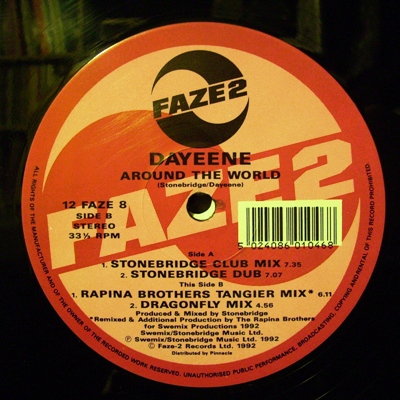 FAZE 2
DAYEENE
AROUND THE WORLD
(Stonebridge/Dayeene)
12 FAZE 8
SIDE B
STEREO
33⅓ RPM
5 024086 010468
FAZE 2
Side A
1. STONEBRIDGE CLUB MIX 7.35
2. STONEBRIDGE DUB 7.07
This Side B
1. RAPINA BROTHERS TANGIER MIX* 6.11
2. DRAGONFLY MIX 4.56
Produced & Mixed by Stonebridge
*Remixed & Additional Production by The Rapina Brothers
for Swemix Productions 1992
Ⓟ Swemix/Stonebridge Music Ltd. 1992
Swemix/Stonebridge Music Ltd. 1992
© Faze-2 Records Ltd. 1992
Distributed by Pinnacle
ALL RIGHTS OF THE MANUFACTURER AND OF THE OWNER OF THE RECORDED WORK RESERVED. UNAUTHORISED PUBLIC PERFORMANCE, BROADCASTING, COPYING AND RENTAL OF THIS RECORD PROHIBITED.